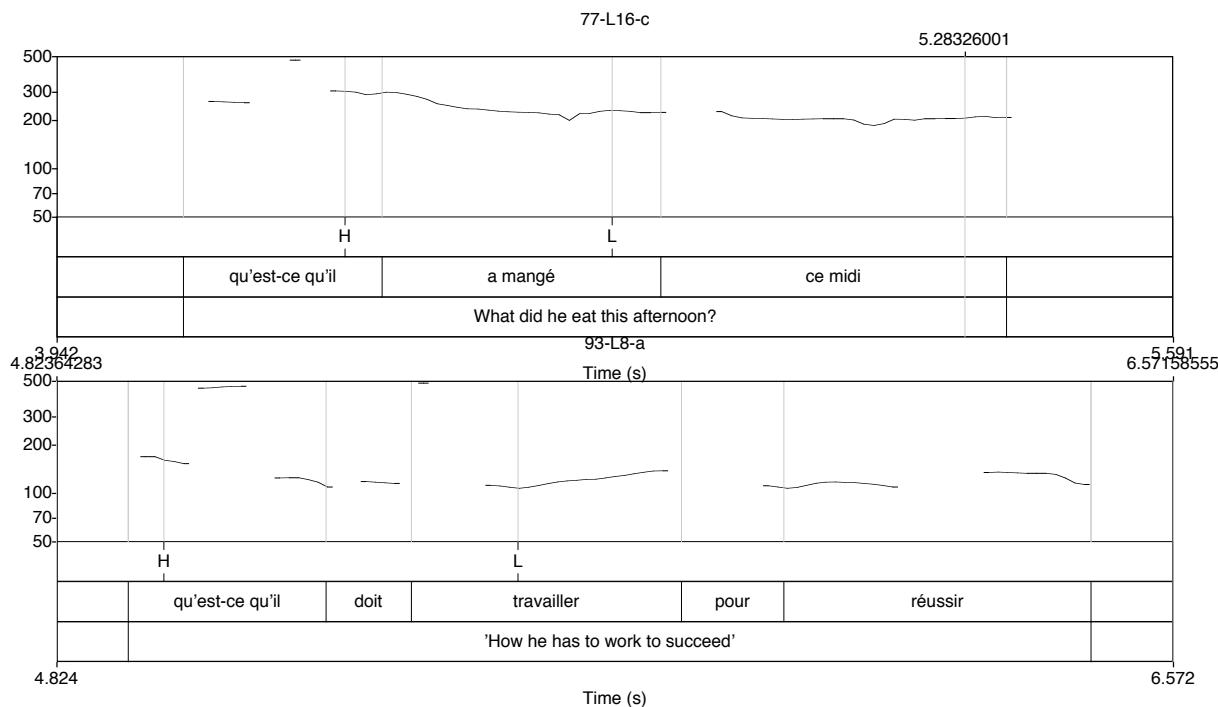 77-L16-c
5.28326001
500
300
200
100
70
50
H L
qu'est-ce qu'il a mangé ce midi
What did he eat this afternoon?
3.942 93-L8-a 5.591
4.82364283 Time (s) 6.57158555
500
300
200
100
70
50
H L
qu'est-ce qu'il doit travailler pour réussir
'How he has to work to succeed'
4.824 6.572
Time (s)